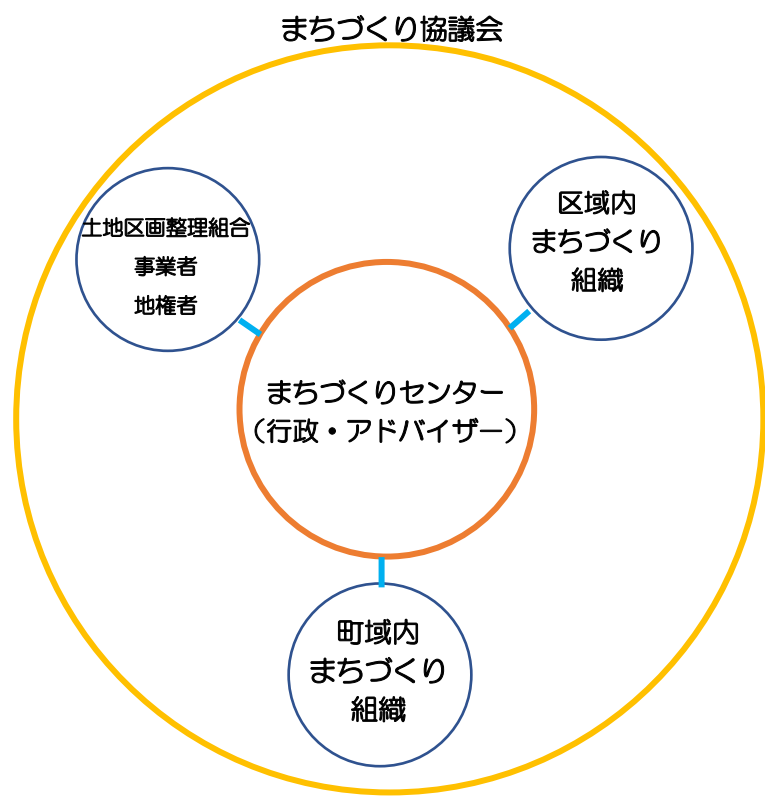 まちづくり協議会
土地区画整理組合
事業者
地権者
区域内
まちづくり
組織
まちづくりセンター
（行政・アドバイザー）
町域内
まちづくり
組織